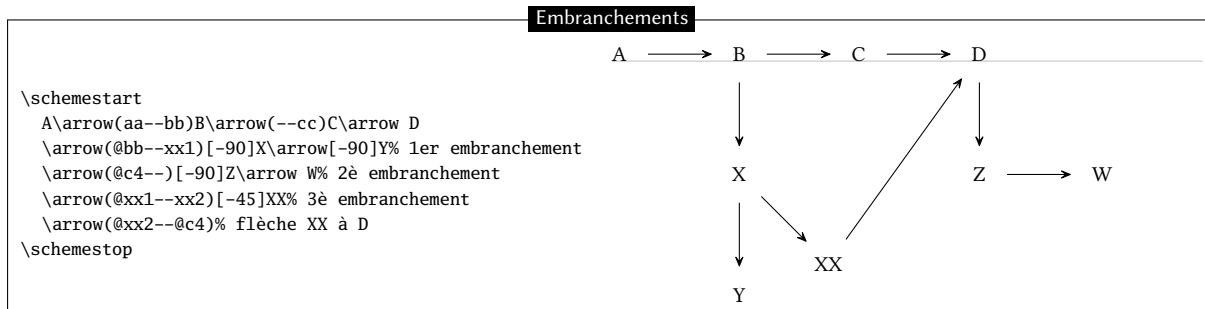 Embranchements
\schemestart
A\arrow(aa--bb)B\arrow(--cc)C\arrow D
\arrow(@bb--xx1)[-90]X\arrow[-90]Y% 1er embranchement
\arrow(@c4--)[-90]Z\arrow W% 2è embranchement
\arrow(@xx1--xx2)[-45]XX% 3è embranchement
\arrow(@xx2--@c4)% flèche XX à D
\schemestop
A B C D
X Z W
XX
Y